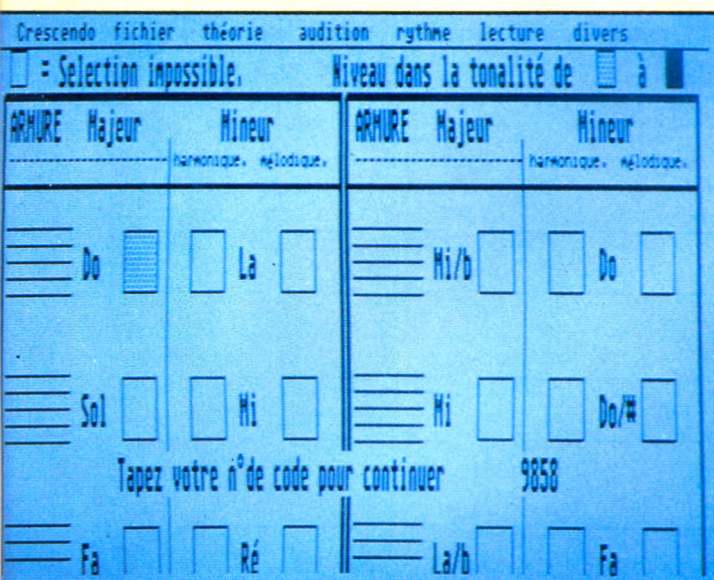 Crescendo fichier théorie audition rythme lecture divers
= Selection impossible. Niveau dans la tonalité de à
ARMURE Majeur Mineur ARMURE Majeur Mineur
harmonique. mélodique. harmonique. mélodique.
Do La Mi/b Do
Sol Mi Mi Do/#
Tapez votre n°de code pour continuer 9858
Fa Ré La/b Fa